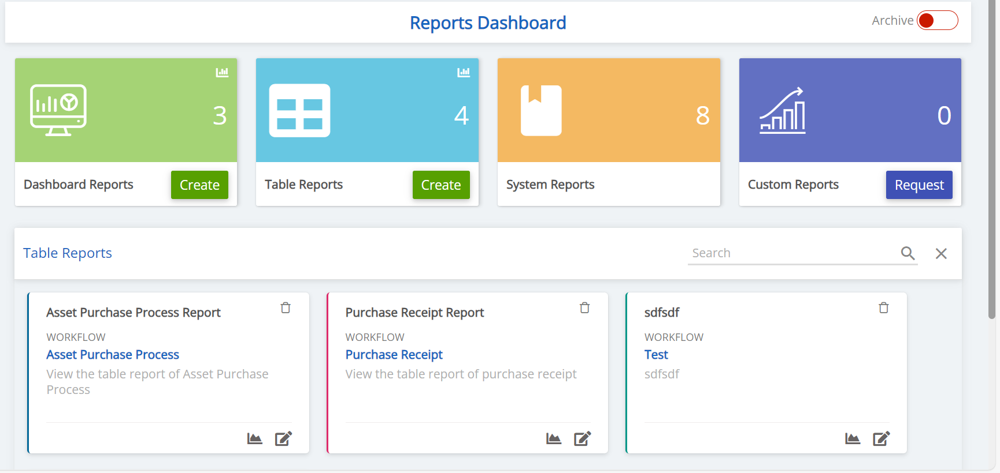 Reports Dashboard
Archive
3
4
8
0
Dashboard Reports
Create
Table Reports
Create
System Reports
Custom Reports
Request
Table Reports
Search
Asset Purchase Process Report
WORKFLOW
Asset Purchase Process
View the table report of Asset Purchase
Process
Purchase Receipt Report
WORKFLOW
Purchase Receipt
View the table report of purchase receipt
sdfsdf
WORKFLOW
Test
sdfsdf